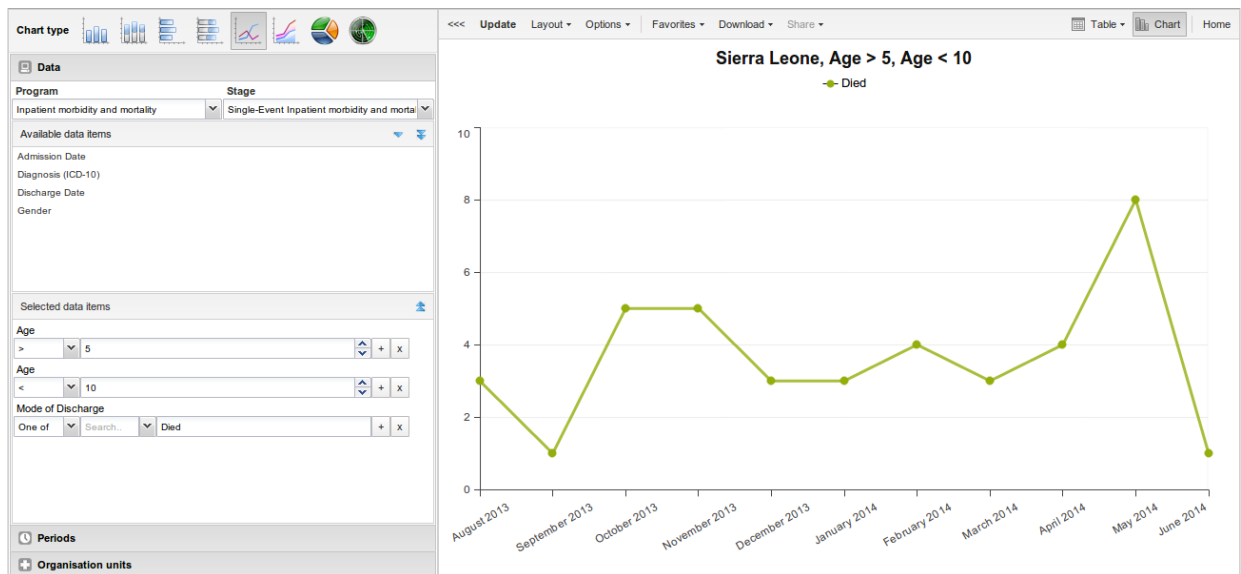 Chart type
<<< Update Layout Options Favorites Download Share Table Chart Home
Data
Program Stage
Inpatient morbidity and mortality Single-Event Inpatient morbidity and morta
Available data items
Admission Date
Diagnosis (ICD-10)
Discharge Date
Gender
Selected data items
Age
> 5 + x
Age
< 10 + x
Mode of Discharge
One of Search.. Died + x
Periods
Organisation units
Sierra Leone, Age > 5, Age < 10
Died
10
8
6
4
2
0
August 2013 September 2013 October 2013 November 2013 December 2013 January 2014 February 2014 March 2014 April 2014 May 2014 June 2014